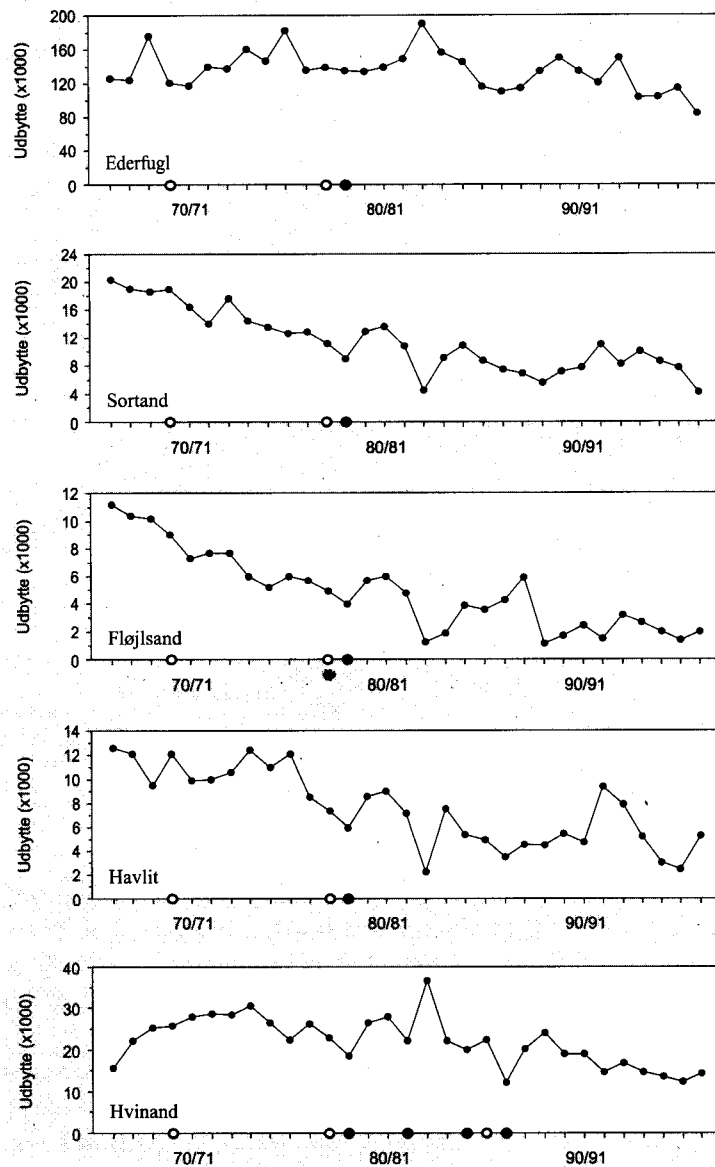 200
160
120
80
40
0
Udbytte (x1000)
Ederfugl
70/71 80/81 90/91
24
20
16
12
8
4
0
Udbytte (x1000)
Sortand
70/71 80/81 90/91
12
10
8
6
4
2
0
Udbytte (x1000)
Fløjlsand
70/71 80/81 90/91
14
12
10
8
6
4
2
0
Udbytte (x1000)
Havlit
70/71 80/81 90/91
40
30
20
10
0
Udbytte (x1000)
Hvinand
70/71 80/81 90/91